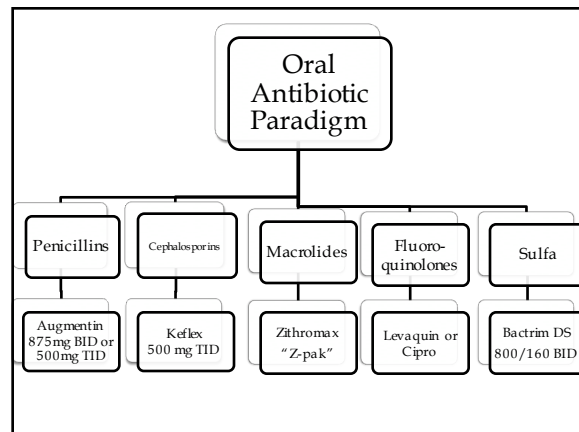 Oral
Antibiotic
Paradigm
Penicillins
Cephalosporins
Macrolides
Fluoro-
quinolones
Sulfa
Augmentin
875mg BID or
500mg TID
Keflex
500 mg TID
Zithromax
"Z-pak"
Levaquin or
Cipro
Bactrim DS
800/160 BID